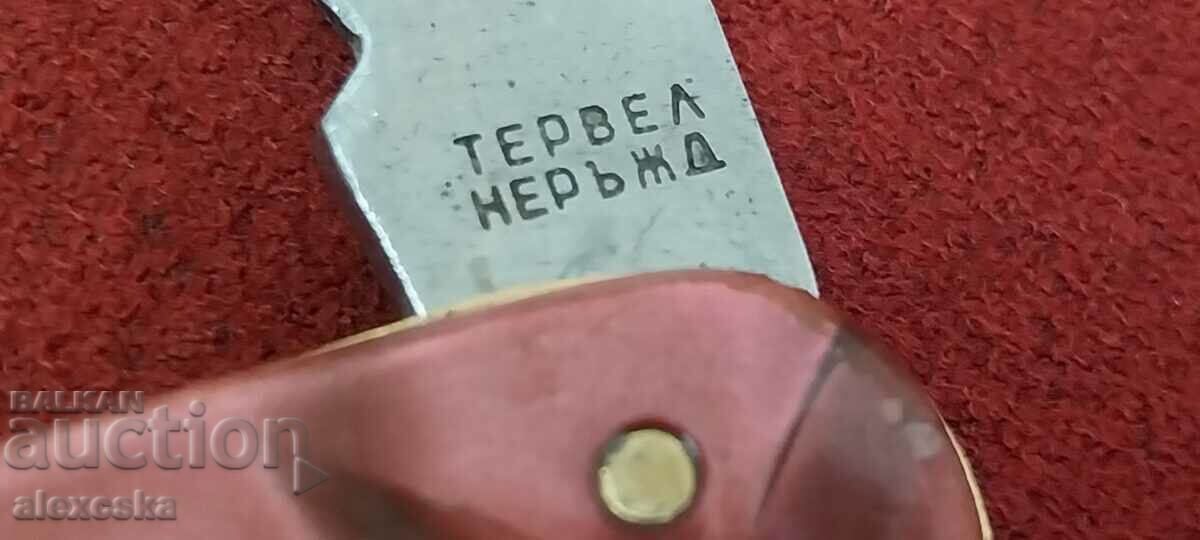 ТЕРВЕЛ
НЕРЪЖД
BALKAN
auction
alexcska